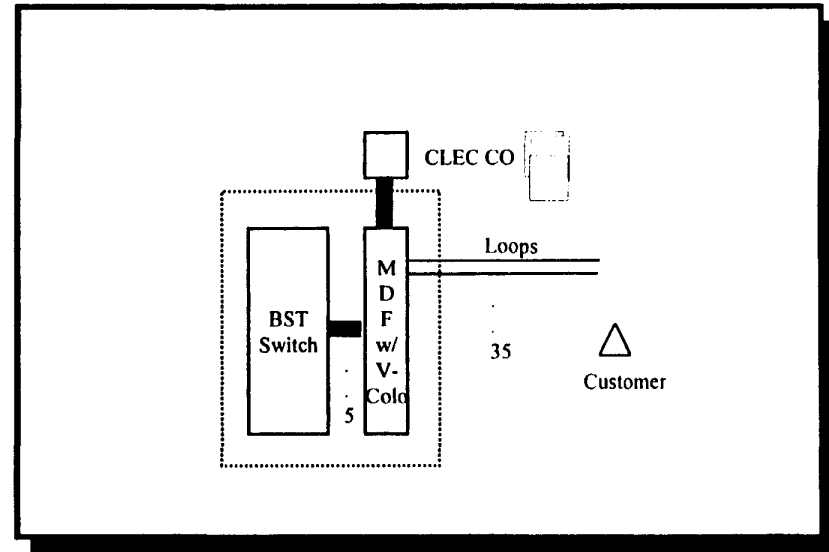 CLEC CO
Loops
M
D
F
w/
V-
Colo
BST
Switch
5
35
Customer